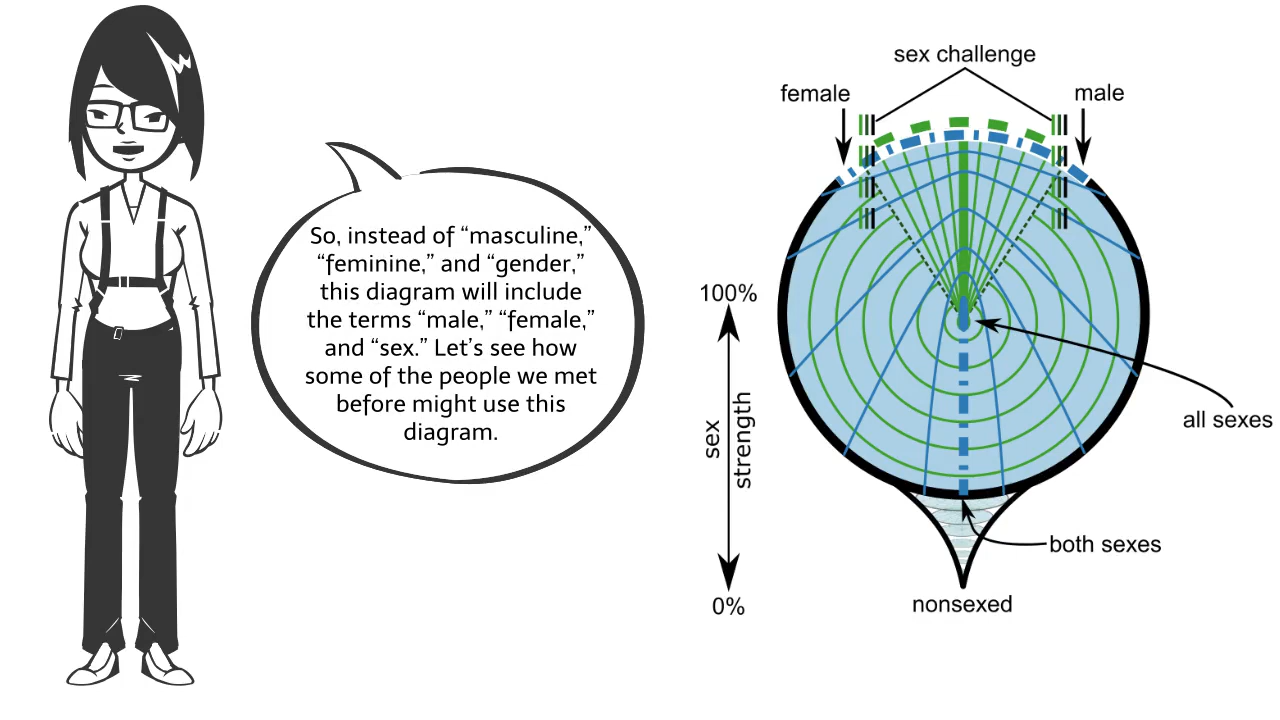 So, instead of “masculine,”
“feminine,” and “gender,”
this diagram will include
the terms “male,” “female,”
and “sex.” Let’s see how
some of the people we met
before might use this
diagram.
sex challenge
female
male
100%
sex
strength
0%
all sexes
both sexes
nonsexed